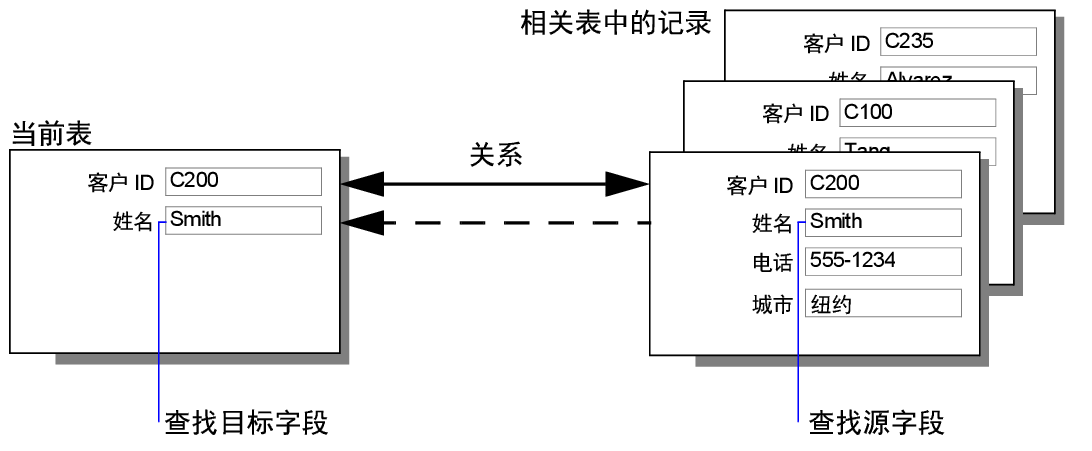 相关表中的记录
客户 ID C235
姓名 Alvarez
客户 ID C100
姓名 Tang
当前表
客户 ID C200
姓名 Smith
关系
客户 ID C200
姓名 Smith
电话 555-1234
城市 纽约
查找目标字段
查找源字段